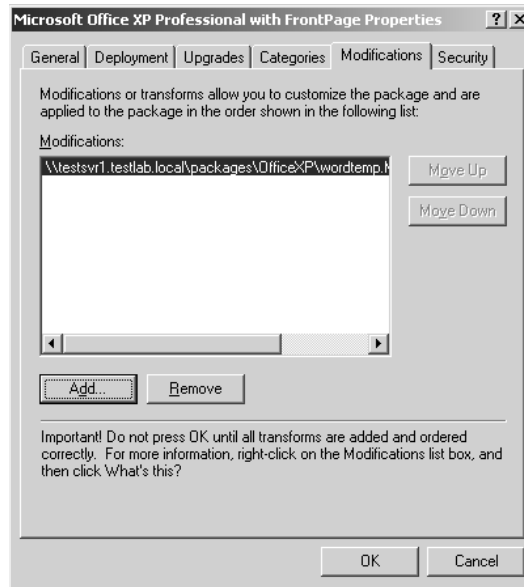 Microsoft Office XP Professional with FrontPage Properties
General Deployment Upgrades Categories Modifications Security
Modifications or transforms allow you to customize the package and are
applied to the package in the order shown in the following list:
Modifications:
\\testsvr1.testlab.local\packages\OfficeXP\wordtemp.M
Move Up
Move Down
Add... Remove
Important! Do not press OK until all transforms are added and ordered
correctly. For more information, right-click on the Modifications list box, and
then click What's this?
OK Cancel